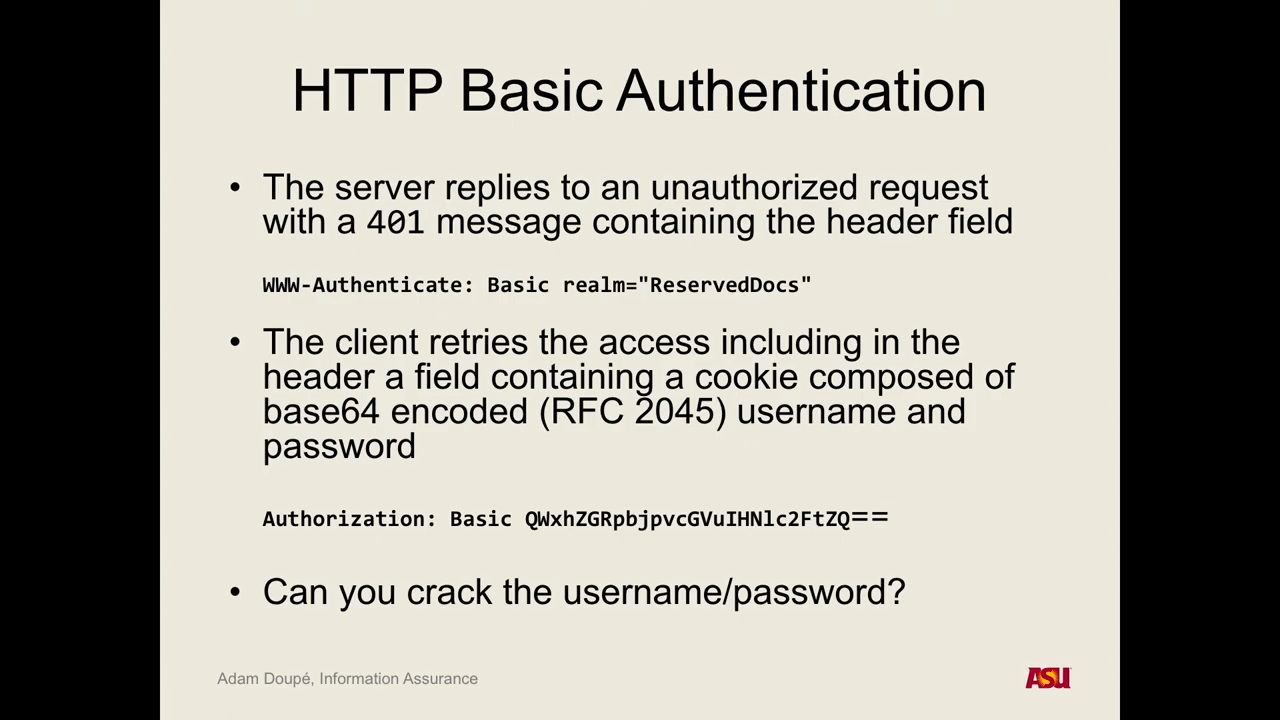 HTTP Basic Authentication
• The server replies to an unauthorized request
with a 401 message containing the header field
WWW-Authenticate: Basic realm="ReservedDocs"
• The client retries the access including in the
header a field containing a cookie composed of
base64 encoded (RFC 2045) username and
password
Authorization: Basic QWxhZGRpbjpvcGVuIHNlc2FtZQ==
• Can you crack the username/password?
Adam Doupé, Information Assurance
ASU